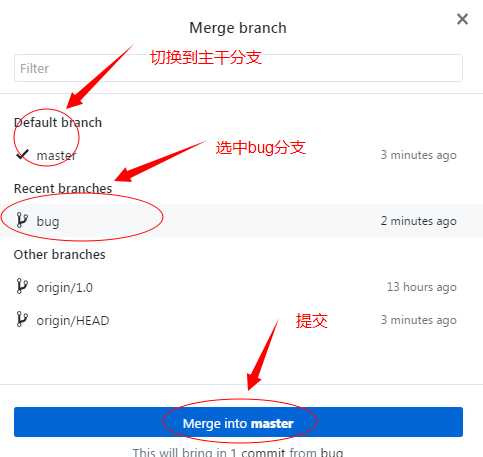 Merge branch
Filter
切换到主干分支
Default branch
master 3 minutes ago
选中bug分支
Recent branches
bug 2 minutes ago
Other branches
origin/1.0 13 hours ago
origin/HEAD 3 minutes ago
提交
Merge into master
This will bring in 1 commit from bug